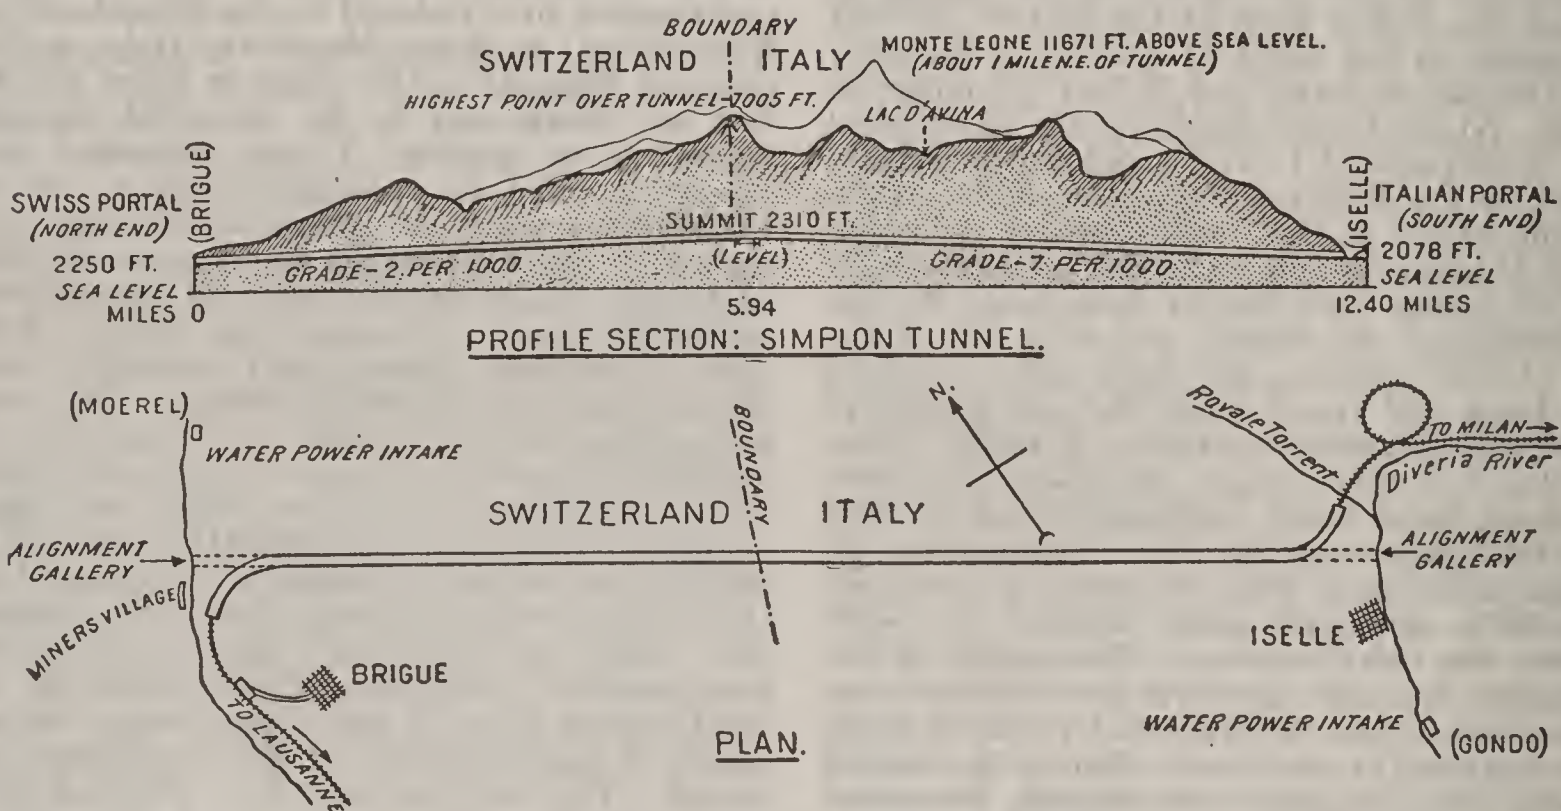 BOUNDARY
SWITZERLAND ITALY
MONTE LEONE 11671 FT. ABOVE SEA LEVEL.
(ABOUT 1 MILE N.E. OF TUNNEL)
HIGHEST POINT OVER TUNNEL-7005 FT.
LAC D'AVINA
SWISS PORTAL
(NORTH END)
(BRIGUE)
2250 FT.
SEA LEVEL
MILES 0
SUMMIT 2310 FT.
(LEVEL)
GRADE-2 PER 1000
GRADE-7 PER 1000
(ISELLE)
ITALIAN PORTAL
(SOUTH END)
2078 FT.
SEA LEVEL
5.94
12.40 MILES
PROFILE SECTION: SIMPLON TUNNEL.
(MOEREL)
WATER POWER INTAKE
BOUNDARY
N.
Rovale Torrent
TO MILAN
Diveria River
SWITZERLAND ITALY
ALIGNMENT
GALLERY
ALIGNMENT
GALLERY
MINERS VILLAGE
BRIGUE
TO LAUSANNE
ISELLE
WATER POWER INTAKE
(GONDO)
PLAN.